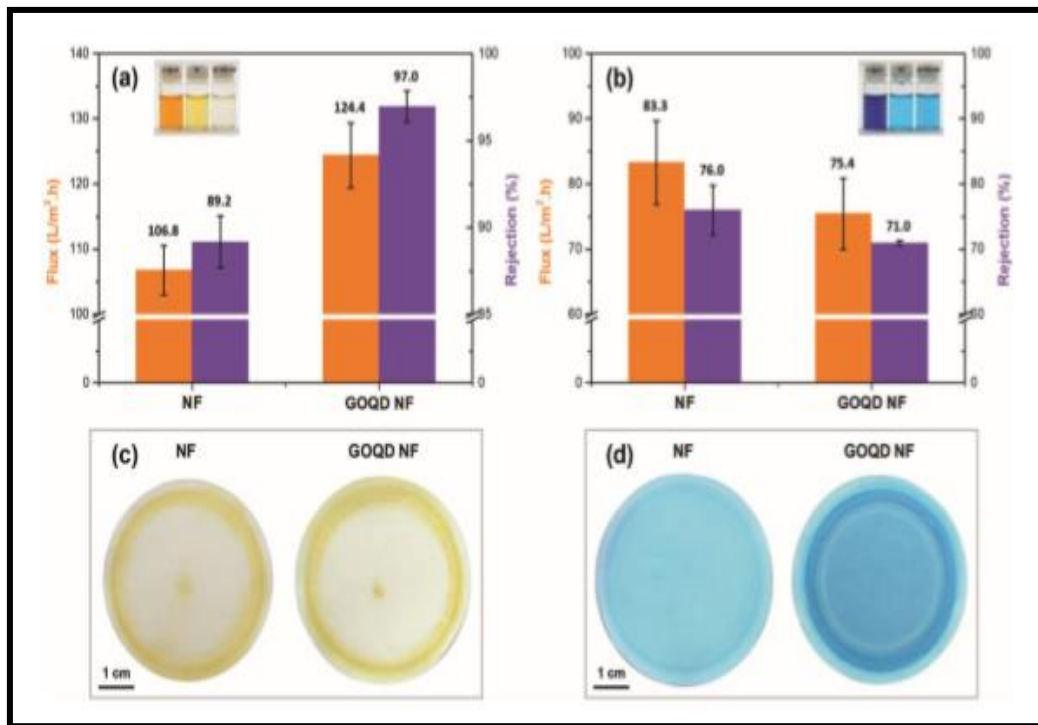 (a)
Flux (L/m².h)
140
130
120
110
100
0
106.8
89.2
124.4
97.0
NF
GOQD NF
100
95
90
85
0
Rejection (%)
(b)
Flux (L/m².h)
100
90
80
70
60
0
83.3
76.0
75.4
71.0
NF
GOQD NF
100
90
80
70
60
0
Rejection (%)
(c)
NF
GOQD NF
1 cm
(d)
NF
GOQD NF
1 cm